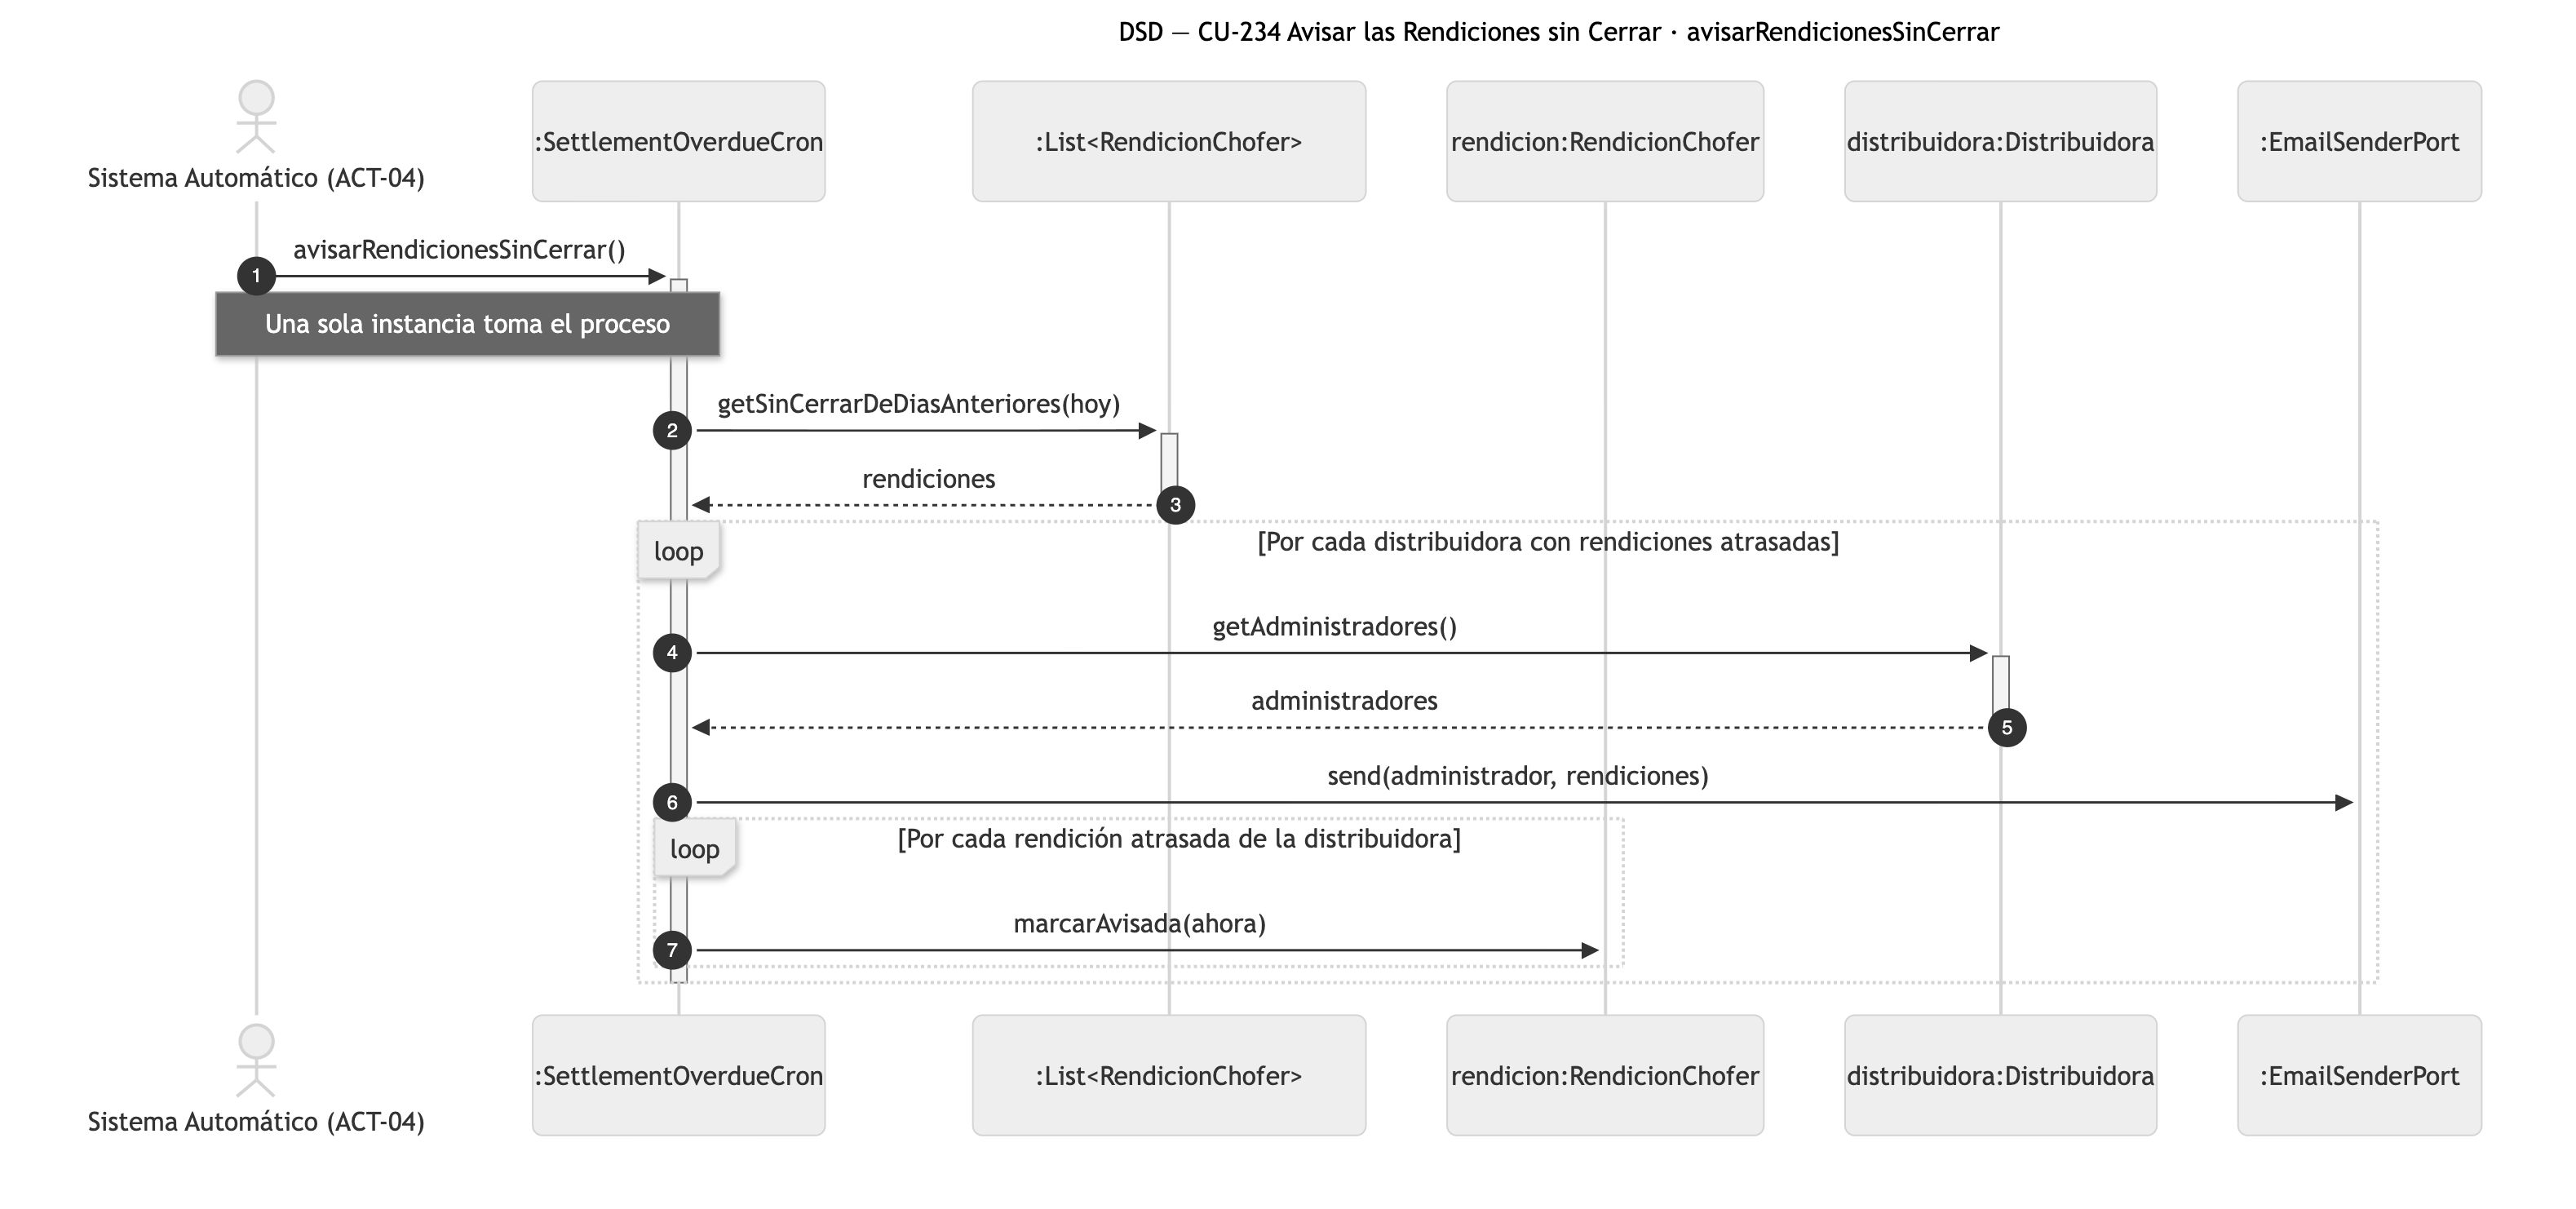 DSD — CU-234 Avisar las Rendiciones sin Cerrar · avisarRendicionesSinCerrar
Sistema Automático (ACT-04)
:SettlementOverdueCron
:List<RendicionChofer>
rendicion:RendicionChofer
distribuidora:Distribuidora
:EmailSenderPort
avisarRendicionesSinCerrar()
1
Una sola instancia toma el proceso
getSinCerrarDeDiasAnteriores(hoy)
2
rendiciones
3
loop
[Por cada distribuidora con rendiciones atrasadas]
getAdministradores()
4
administradores
5
send(administrador, rendiciones)
6
loop
[Por cada rendición atrasada de la distribuidora]
marcarAvisada(ahora)
7
Sistema Automático (ACT-04)
:SettlementOverdueCron
:List<RendicionChofer>
rendicion:RendicionChofer
distribuidora:Distribuidora
:EmailSenderPort